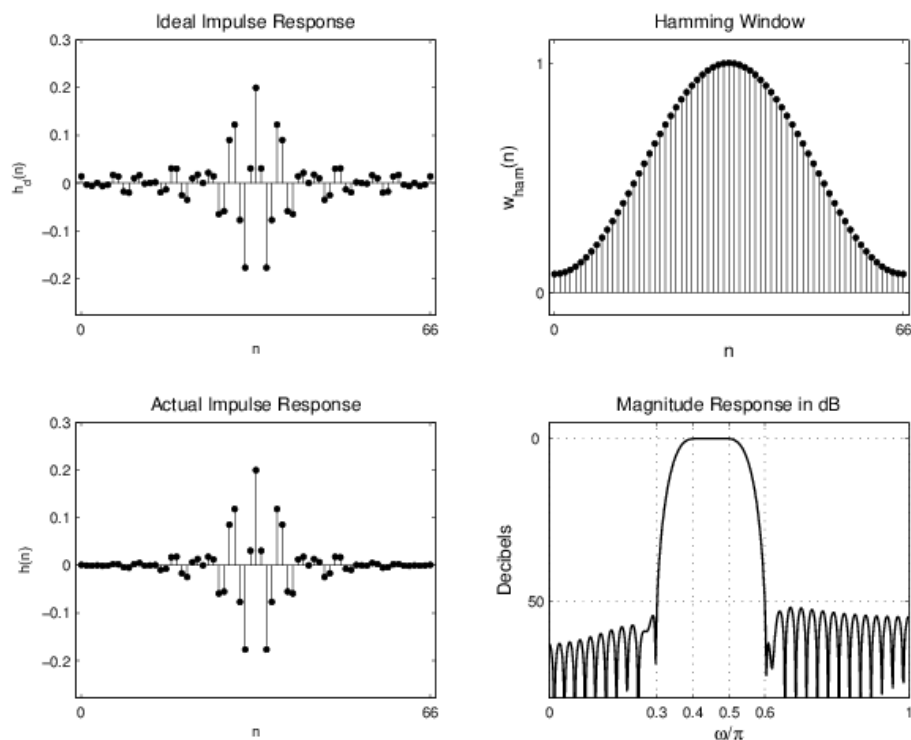 Ideal Impulse Response
0.3
0.2
0.1
0
−0.1
−0.2
h_d(n)
0
66
n
Hamming Window
1
0
w_ham(n)
0
66
n
Actual Impulse Response
0.3
0.2
0.1
0
−0.1
−0.2
h(n)
0
66
n
Magnitude Response in dB
0
50
Decibels
0
0.3
0.4
0.5
0.6
1
ω/π